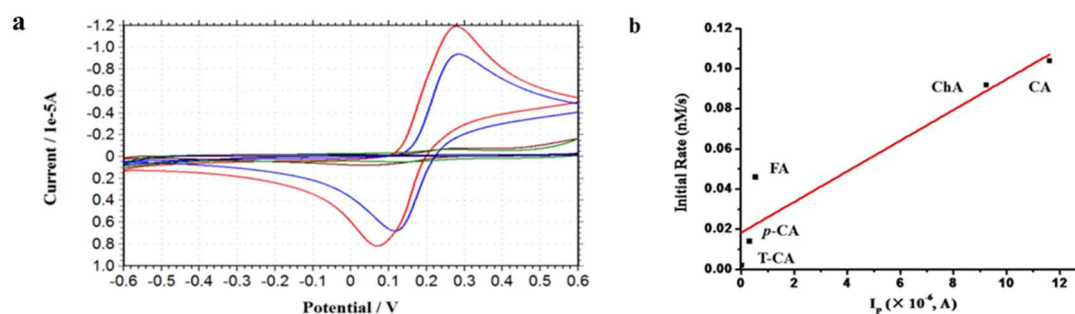 a
Current / 1e-5A
-1.2
-1.0
-0.8
-0.6
-0.4
-0.2
0
0.2
0.4
0.6
0.8
1.0
-0.6 -0.5 -0.4 -0.3 -0.2 -0.1 0 0.1 0.2 0.3 0.4 0.5 0.6
Potential / V
b
Initial Rate (nM/s)
0.12
0.10
0.08
0.06
0.04
0.02
0.00
ChA CA
FA
p-CA
T-CA
0 2 4 6 8 10 12
IP (× 10-6, A)